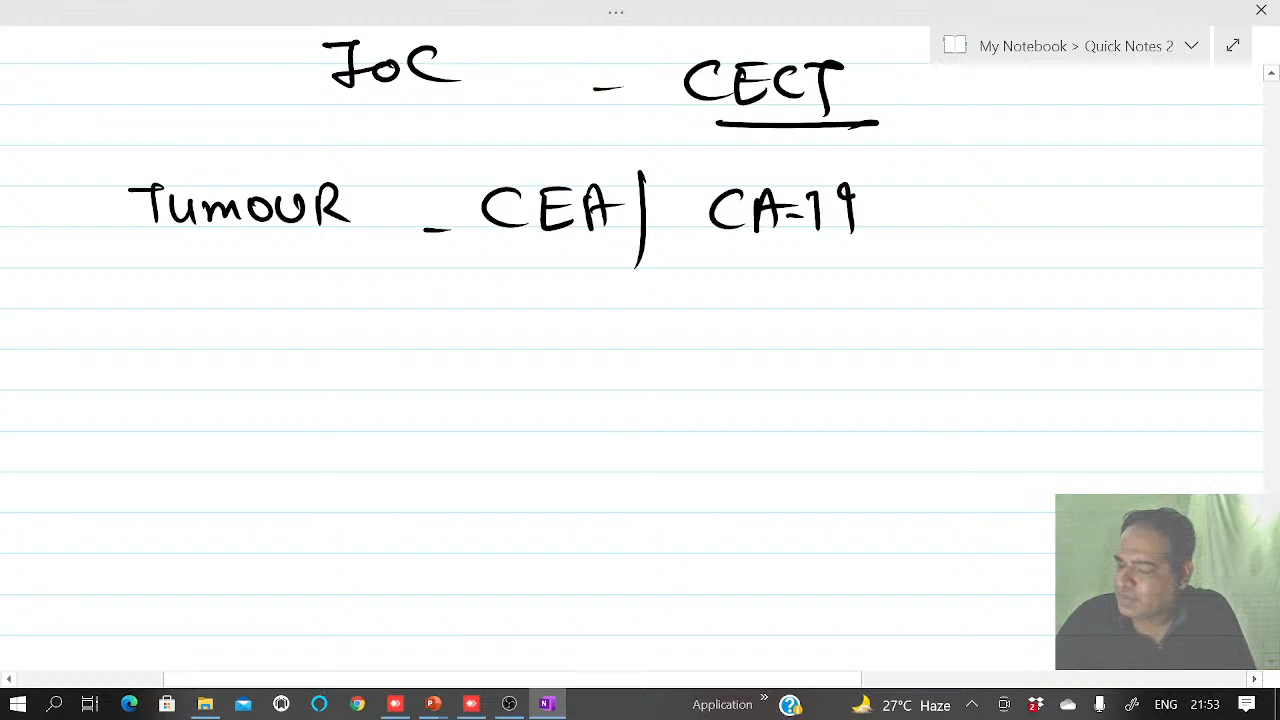 ...
My Notebook > Quick Notes 2
IOC - CECT
TUMOUR - CEA | CA-19
Application
27°C Haze
ENG
21:53